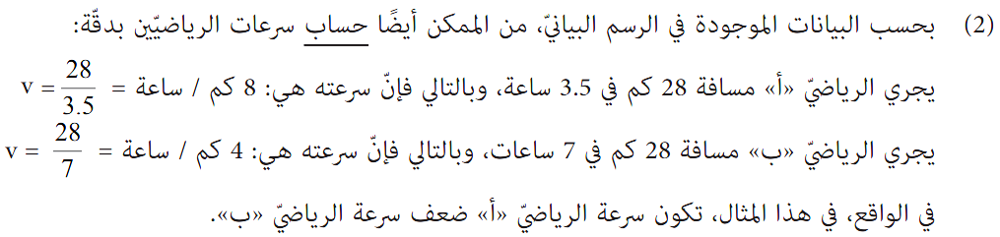 (2) بحسب البيانات الموجودة في الرسم البيانيّ، من الممكن أيضًا حساب سرعات الرياضيّين بدقّة:
يجري الرياضيّ «أ» مسافة 28 كم في 3.5 ساعة، وبالتالي فإنّ سرعته هي: 8 كم / ساعة = v = 28/3.5
يجري الرياضيّ «ب» مسافة 28 كم في 7 ساعات، وبالتالي فإنّ سرعته هي: 4 كم / ساعة = v = 28/7
في الواقع، في هذا المثال، تكون سرعة الرياضيّ «أ» ضعف سرعة الرياضيّ «ب».